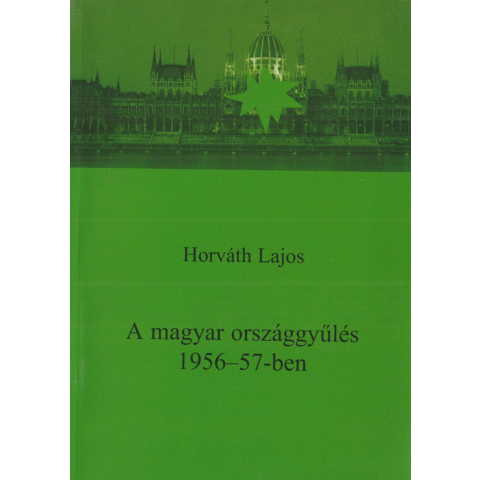 Horváth Lajos
A magyar országgyűlés
1956–57-ben